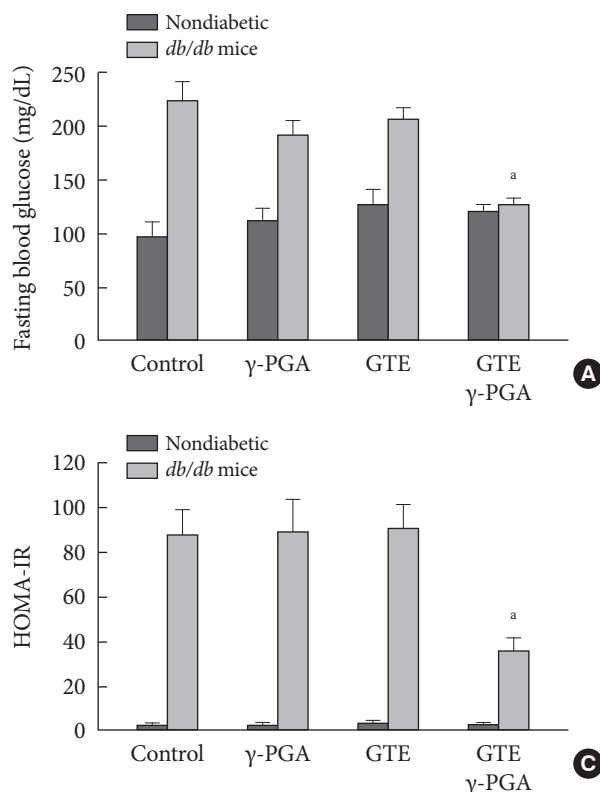 Nondiabetic
db/db mice
Fasting blood glucose (mg/dL)
250
200
150
100
50
0
a
Control γ-PGA GTE GTE
γ-PGA
A
Nondiabetic
db/db mice
HOMA-IR
120
100
80
60
40
20
0
a
Control γ-PGA GTE GTE
γ-PGA
C